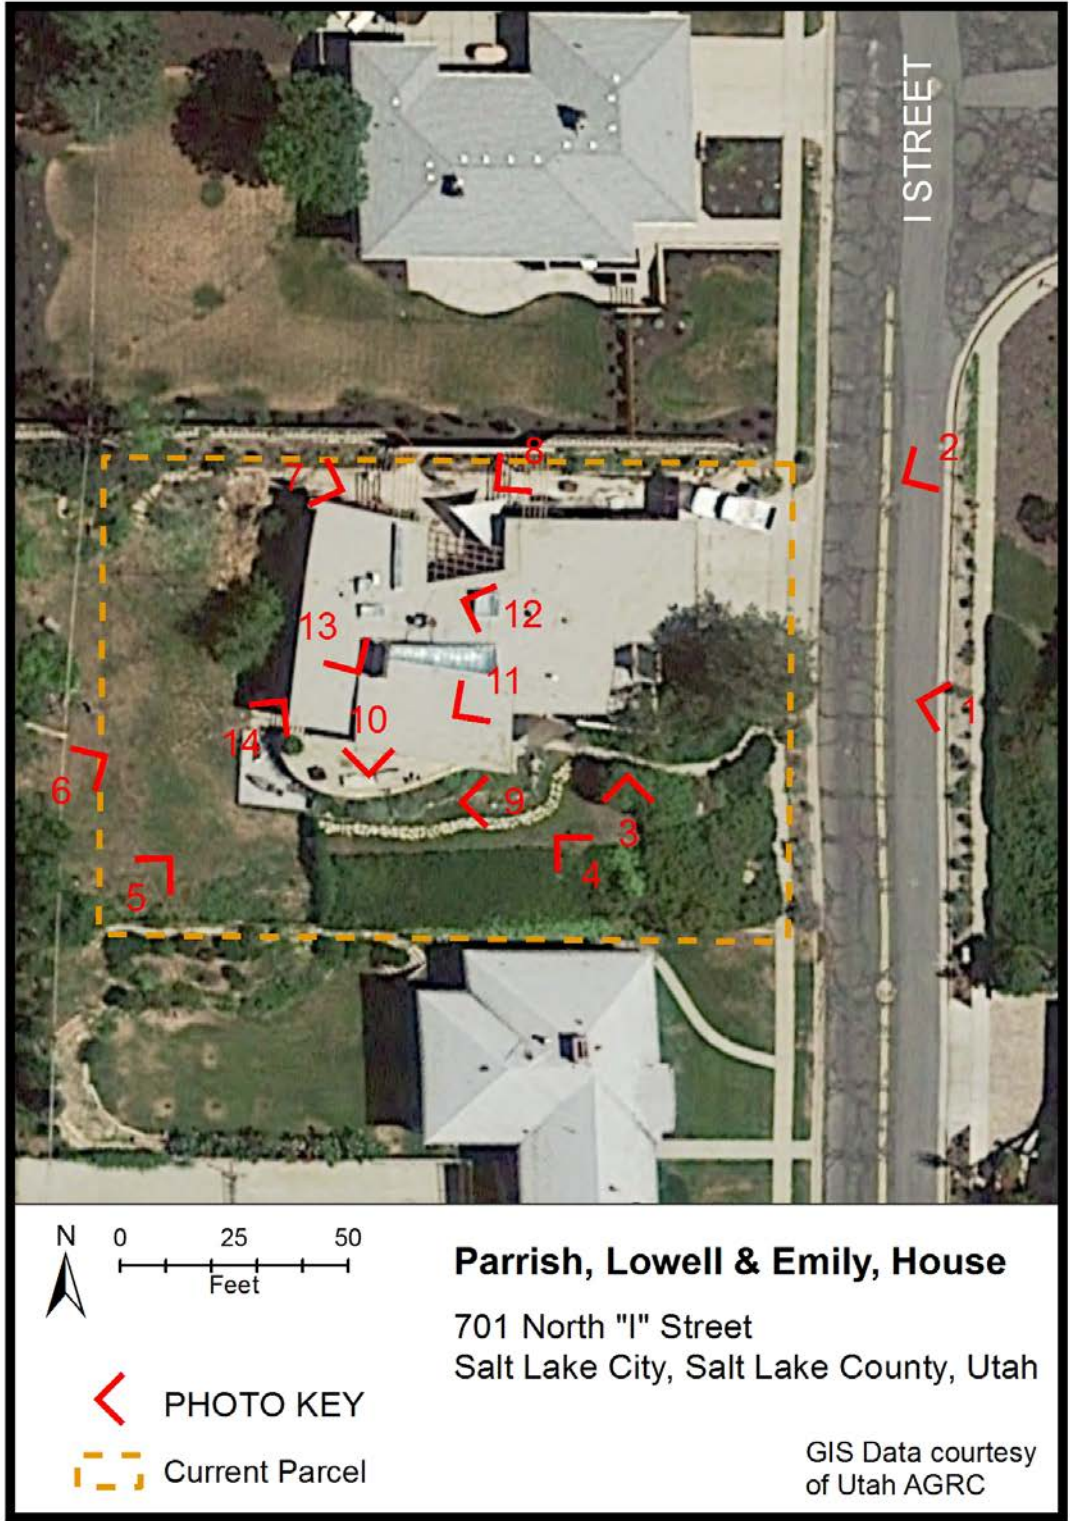 I STREET
2
8
7
12
13
11
1
10
14
6
9
3
4
5
N
0 25 50
Feet
Parrish, Lowell & Emily, House
701 North "I" Street
Salt Lake City, Salt Lake County, Utah
PHOTO KEY
Current Parcel
GIS Data courtesy
of Utah AGRC